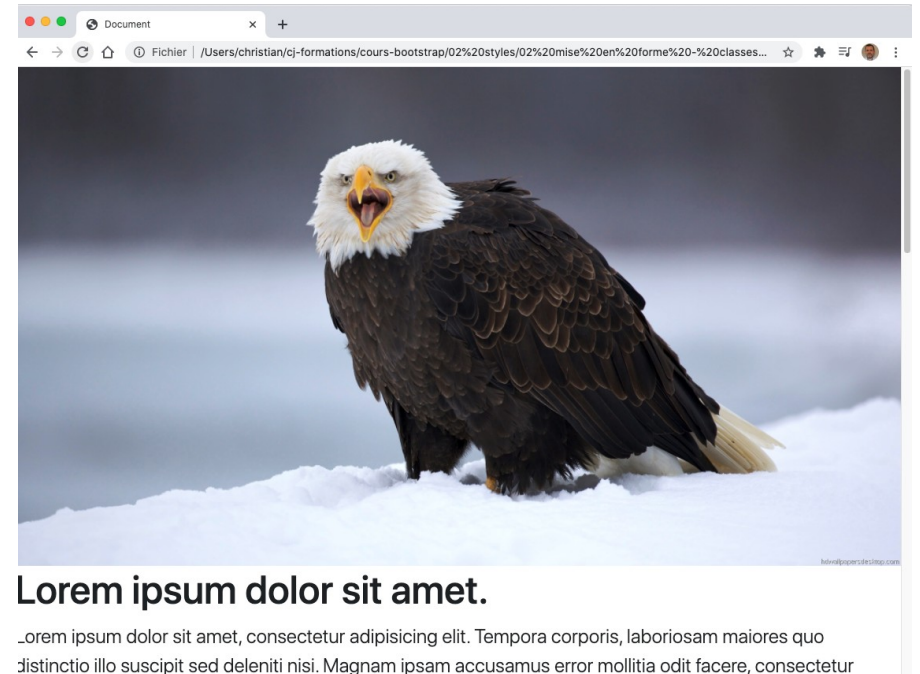 Document
Fichier | /Users/christian/cj-formations/cours-bootstrap/02%20styles/02%20mise%20en%20forme%20-%20classes...
hdwallpapersdesktop.com
Lorem ipsum dolor sit amet.
Lorem ipsum dolor sit amet, consectetur adipisicing elit. Tempora corporis, laboriosam maiores quo
distinctio illo suscipit sed deleniti nisi. Magnam ipsam accusamus error mollitia odit facere, consectetur